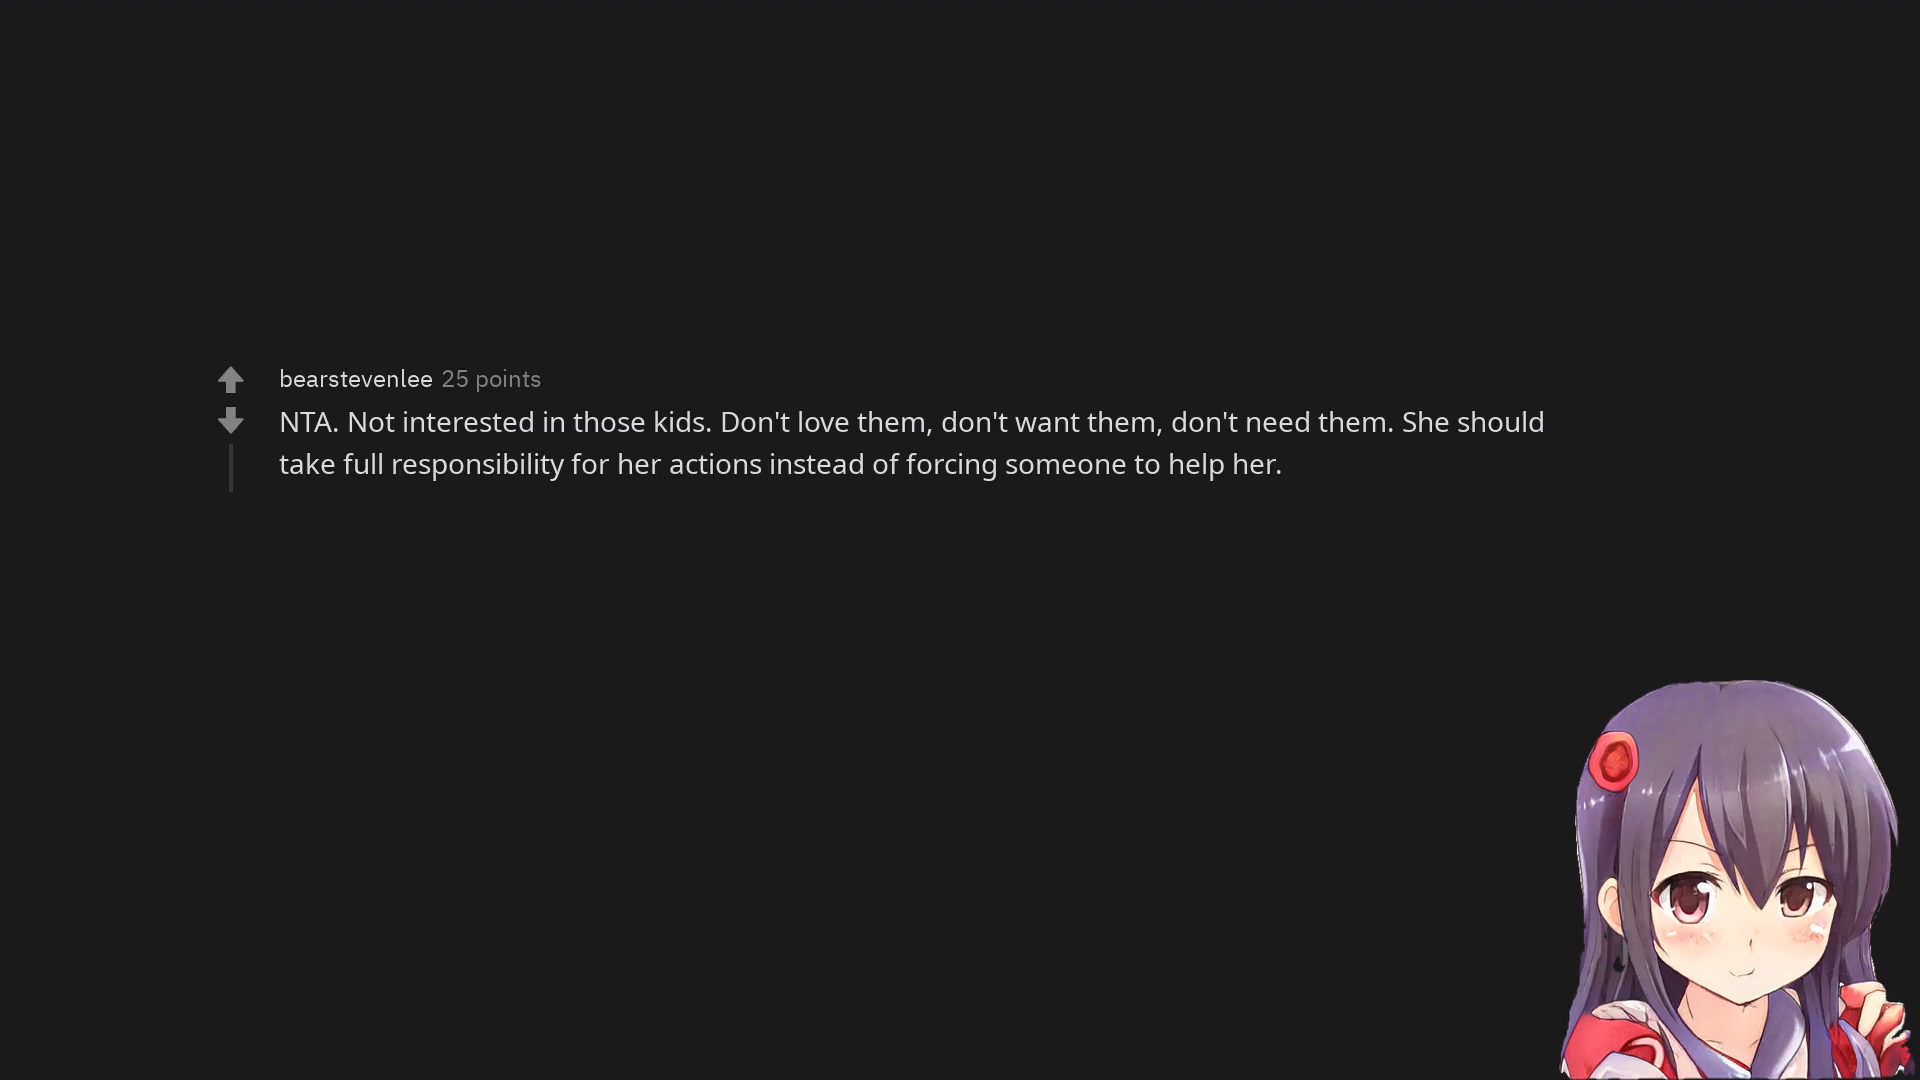 bearstevenlee 25 points
NTA. Not interested in those kids. Don't love them, don't want them, don't need them. She should
take full responsibility for her actions instead of forcing someone to help her.